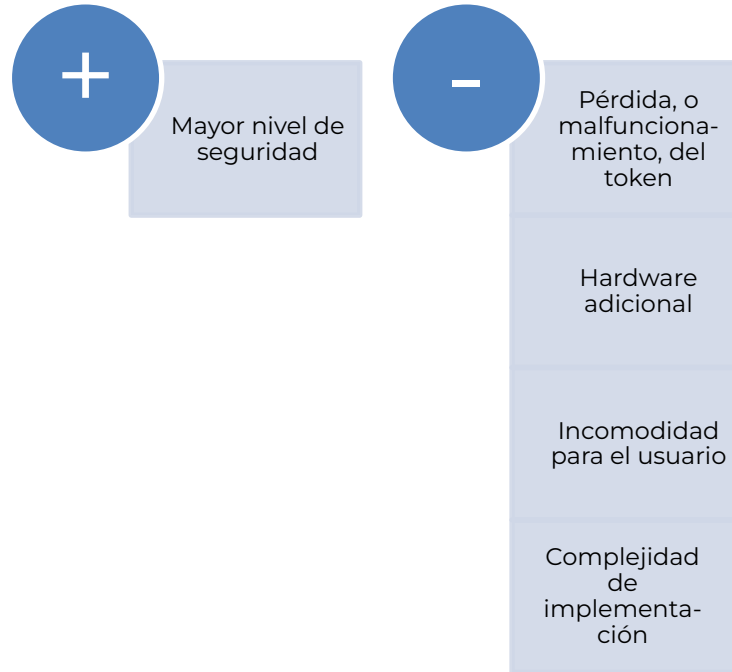 +
Mayor nivel de
seguridad
-
Pérdida, o
malfunciona-
miento, del
token
Hardware
adicional
Incomodidad
para el usuario
Complejidad
de
implementa-
ción